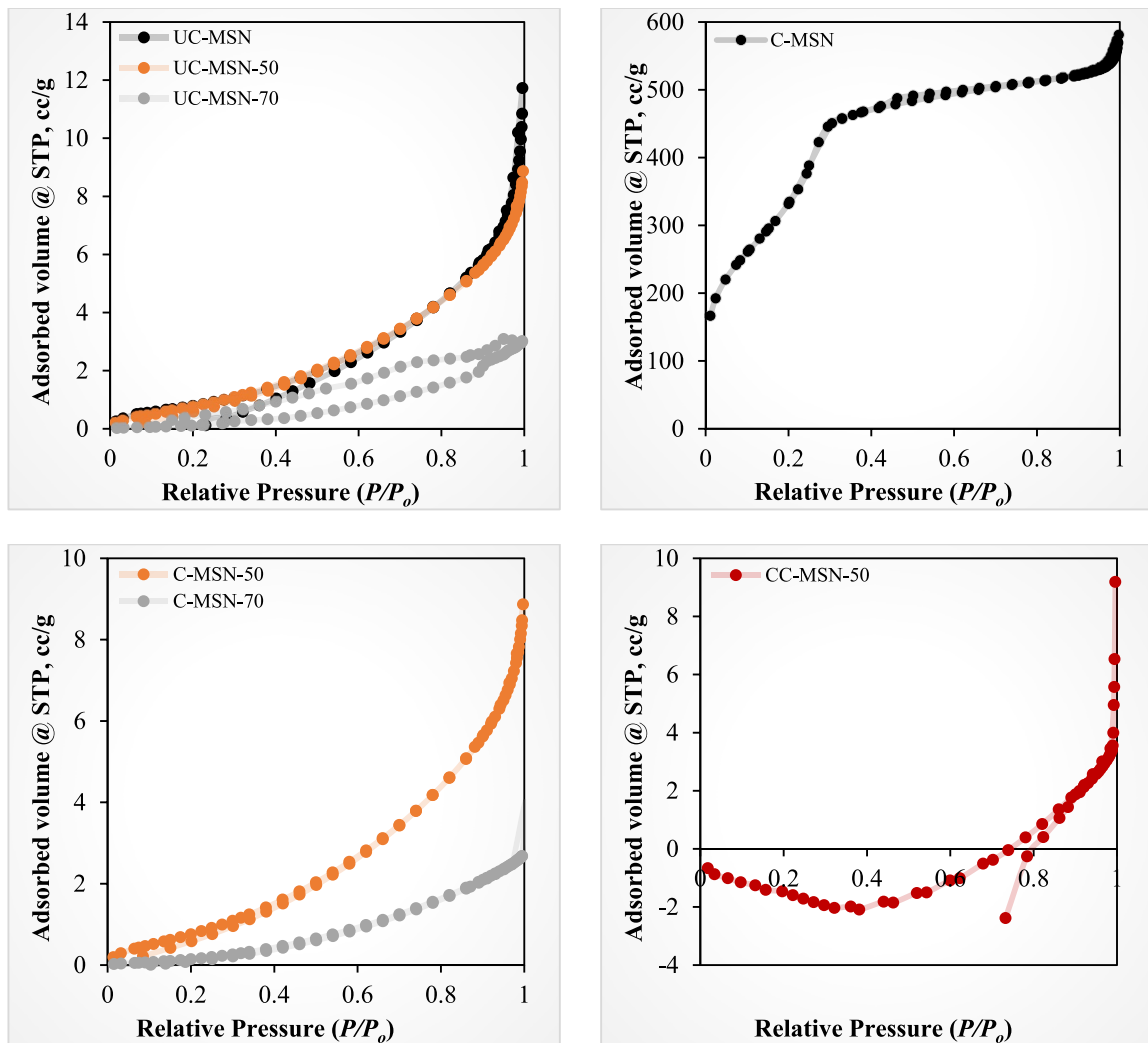 14
12
10
8
6
4
2
0
Adsorbed volume @ STP, cc/g
UC-MSN
UC-MSN-50
UC-MSN-70
0 0.2 0.4 0.6 0.8 1
Relative Pressure (P/Po)
600
500
400
300
200
100
0
Adsorbed volume @ STP, cc/g
C-MSN
0 0.2 0.4 0.6 0.8 1
Relative Pressure (P/Po)
10
8
6
4
2
0
Adsorbed volume @ STP, cc/g
C-MSN-50
C-MSN-70
0 0.2 0.4 0.6 0.8 1
Relative Pressure (P/Po)
10
8
6
4
2
0
-2
-4
Adsorbed volume @ STP, cc/g
CC-MSN-50
0 0.2 0.4 0.6 0.8 1
Relative Pressure (P/Po)